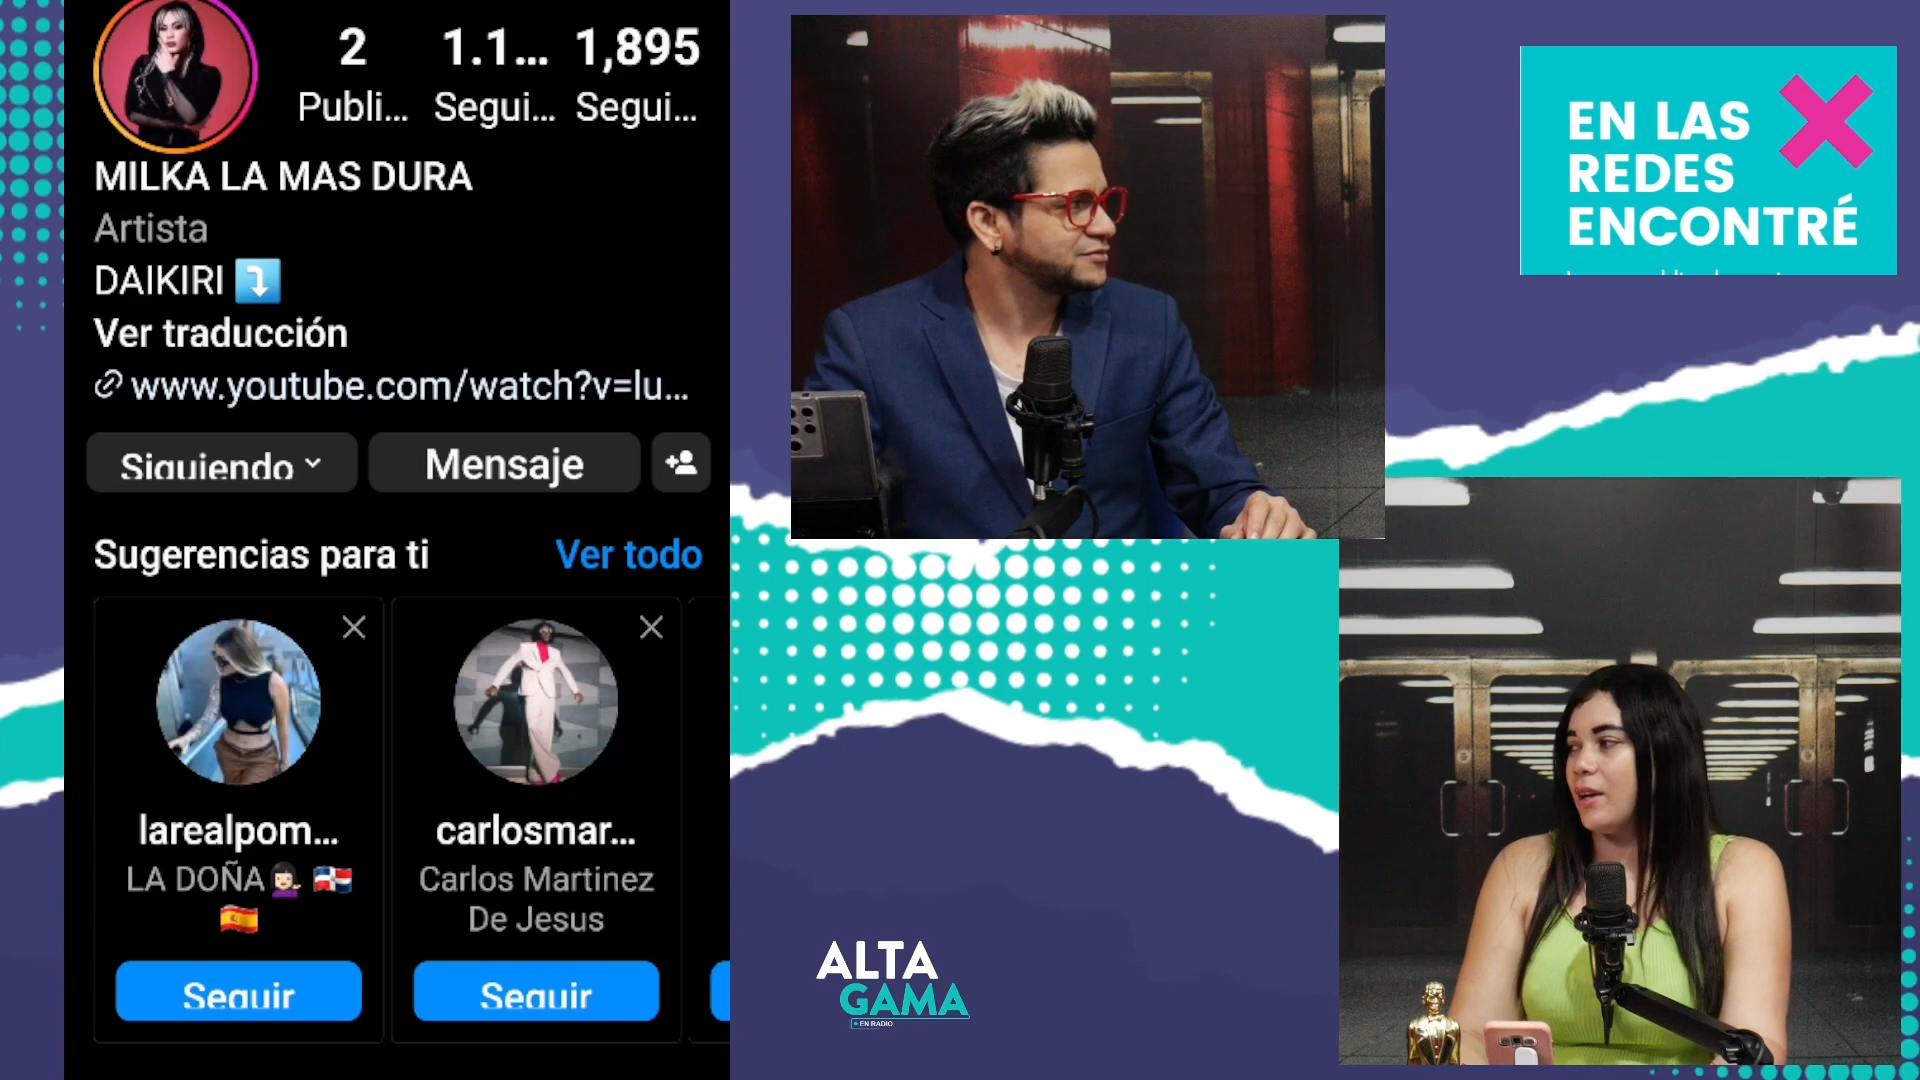 2 1.1... 1,895
Publi... Segui... Segui...
MILKA LA MAS DURA
Artista
DAIKIRI
Ver traducción
www.youtube.com/watch?v=lu...
Siguiendo
Mensaje
Sugerencias para ti
Ver todo
larealpom...
LA DOÑA
Seguir
carlosmar...
Carlos Martinez
De Jesus
Seguir
EN LAS
REDES
ENCONTRÉ
ALTA
GAMA
EN RADIO